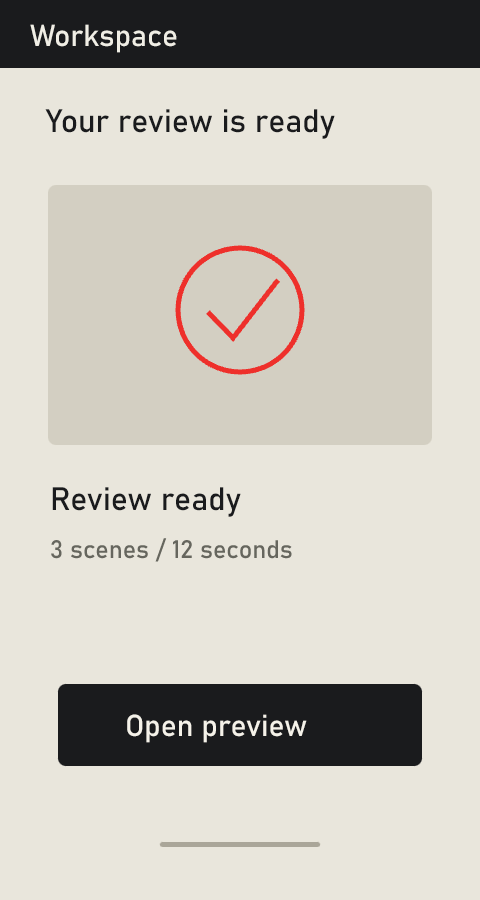 Workspace
Your review is ready
Review ready
3 scenes / 12 seconds
Open preview